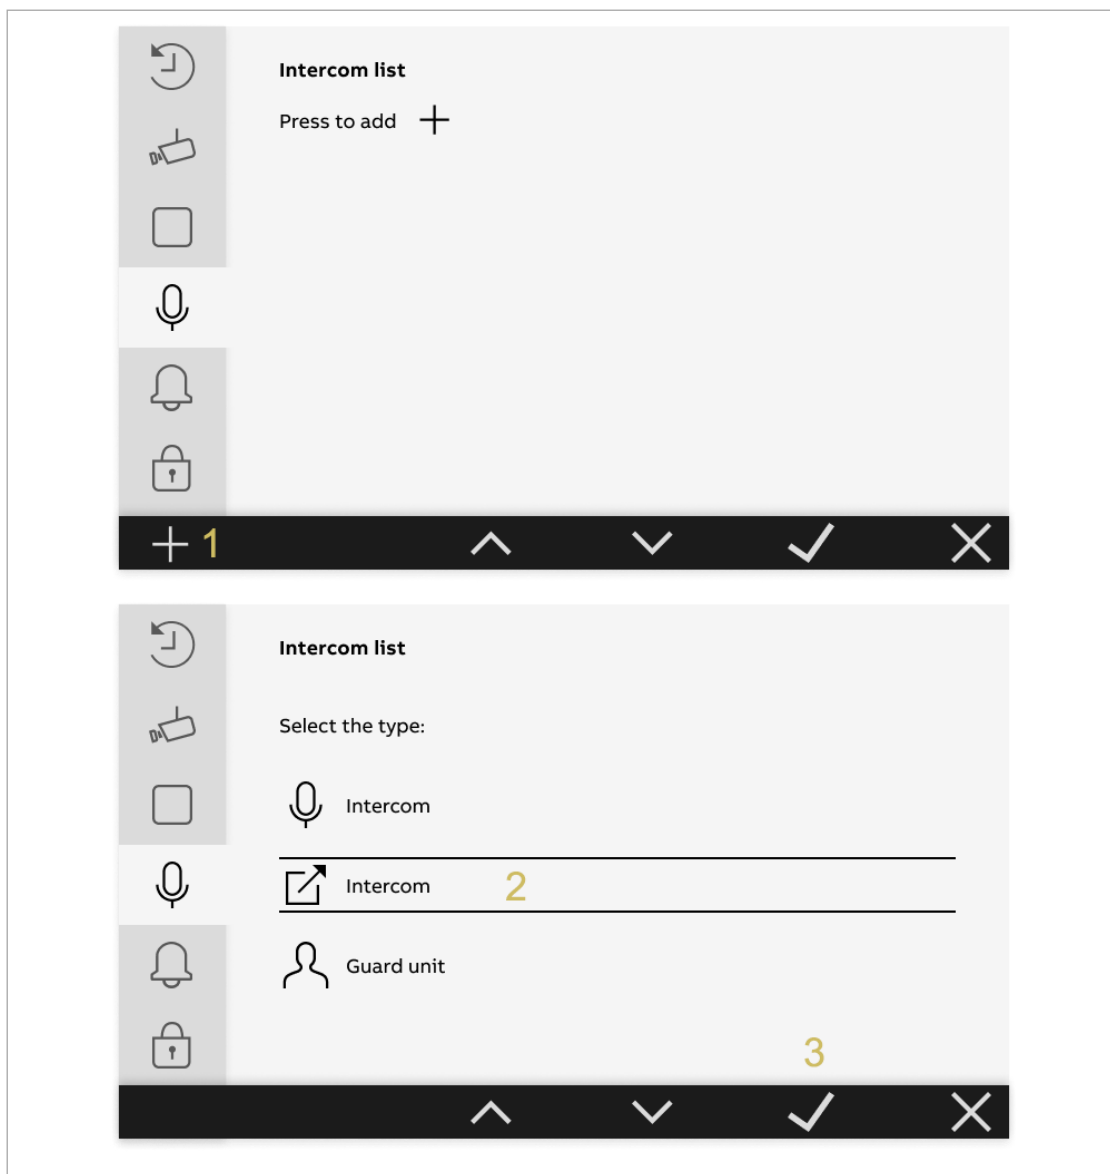 Intercom list
Press to add
1
Intercom list
Select the type:
Intercom
Intercom 2
Guard unit
3